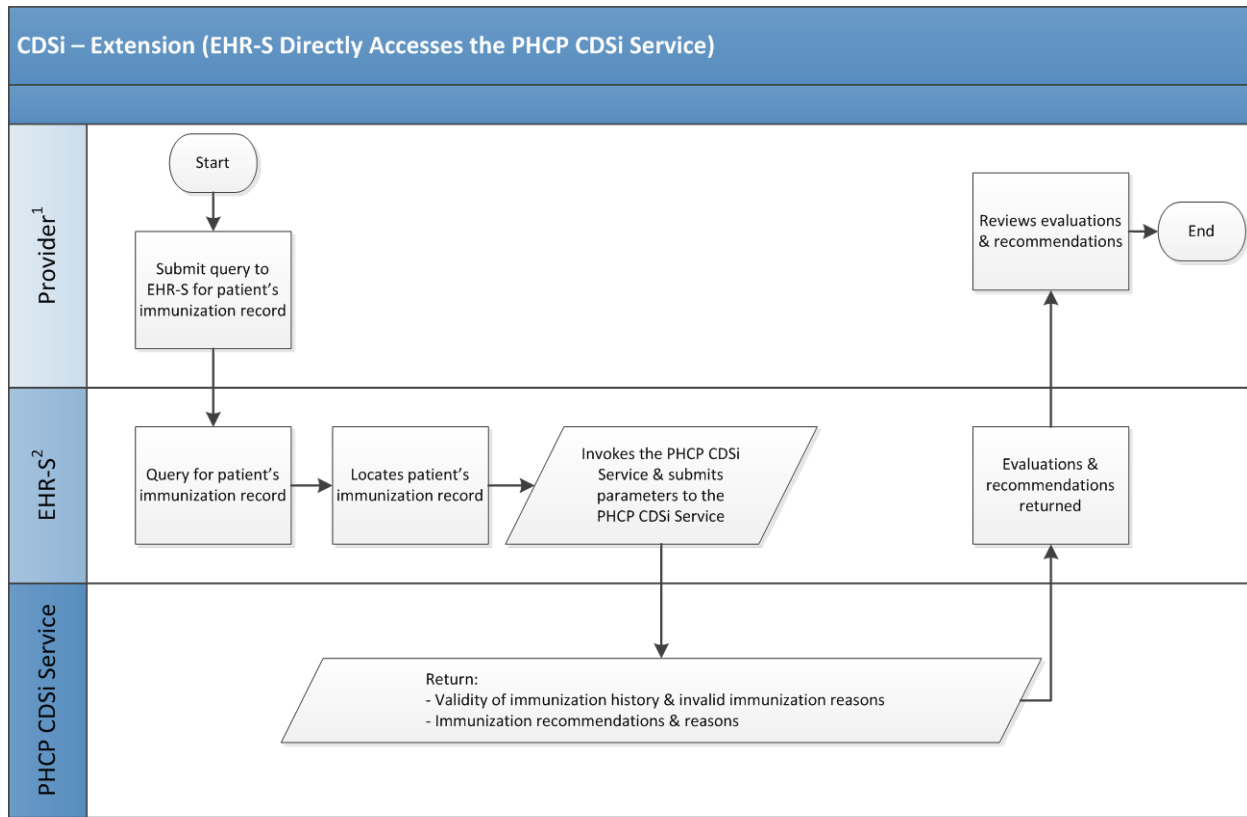 CDSi – Extension (EHR-S Directly Accesses the PHCP CDSi Service)
Provider1
Start
Submit query to
EHR-S for patient's
immunization record
Reviews evaluations
& recommendations
End
EHR-S2
Query for patient's
immunization record
Locates patient's
immunization record
Invokes the PHCP CDSi
Service & submits
parameters to the
PHCP CDSi Service
Evaluations &
recommendations
returned
PHCP CDSi Service
Return:
- Validity of immunization history & invalid immunization reasons
- Immunization recommendations & reasons